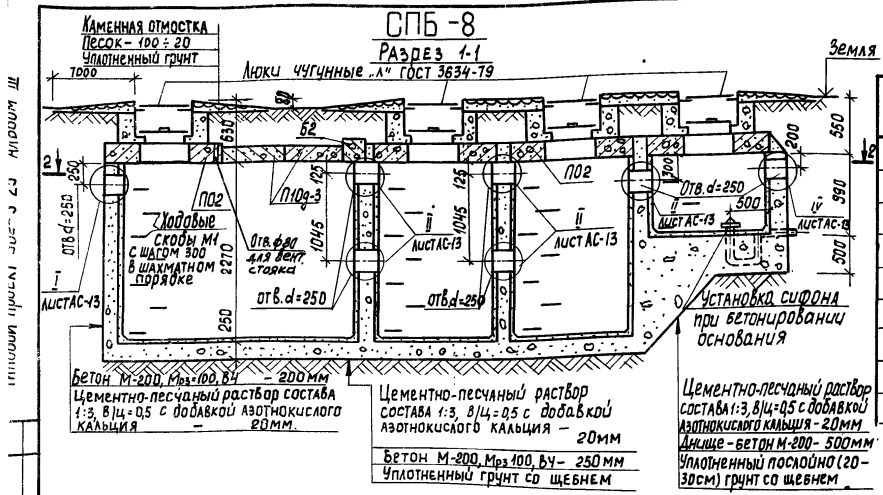 СПБ-8
Разрез 1-1
Каменная отмостка
Песок - 100 ÷ 20
Уплотненный грунт
Земля
1000
Люки чугунные „Л" ГОСТ 3634-79
80
630
Б2
550
200
2
2
250
125
125
300
990
500
ПО2
П10д-3
ПО2
Отв. d=250
500
Отв d=250
Ходовые
скобы М1
с шагом 300
в шахматном
порядке
2270
Отв. ф80
для вент.
стояка
1045
II
лист АС-13
1045
II
лист АС-13
II
лист АС-13
IV
лист АС-13
I
лист АС-13
250
отв. d=250
отв. d=250
Установка сифона
при бетонировании
основания
Бетон М-200, Мрз=100, В4 - 200мм
Цементно-песчаный раствор состава
1:3, В/Ц=0,5 с добавкой азотнокислого
кальция - 20мм.
Цементно-песчаный раствор
состава 1:3, В/Ц=0,5 с добавкой
азотнокислого кальция -
20мм
Бетон М-200, Мрз 100, В4 - 250мм
Уплотненный грунт со щебнем
Цементно-песчаный раствор
состава 1:3, В/Ц=0,5 с добавкой
азотнокислого кальция - 20мм
Днище - бетон М-200 - 500мм
Уплотненный послойно (20-
30см) грунт со щебнем